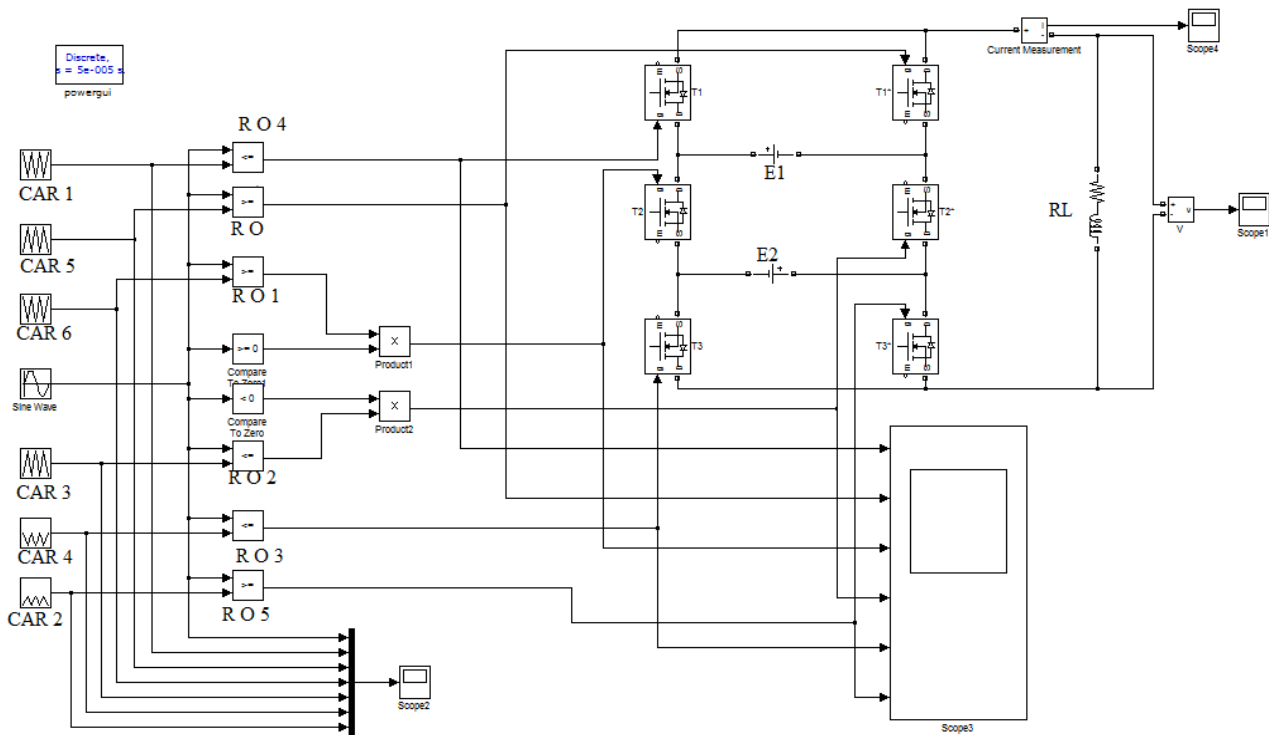 Discrete,
s = 5e-005 s.
powergui
CAR 1
CAR 5
CAR 6
Sine Wave
CAR 3
CAR 4
CAR 2
R O 4
<=
R O
>=
R O 1
>=
>= 0
Compare
To Zero1
< 0
Compare
To Zero
R O 2
<=
R O 3
<=
R O 5
>=
X
Product1
X
Product2
Scope2
T1
T1*
E1
T2
T2*
E2
T3
T3*
g
m
D
S
Current Measurement
+
-
i
Scope4
RL
+
-
v
V
Scope1
Scope3